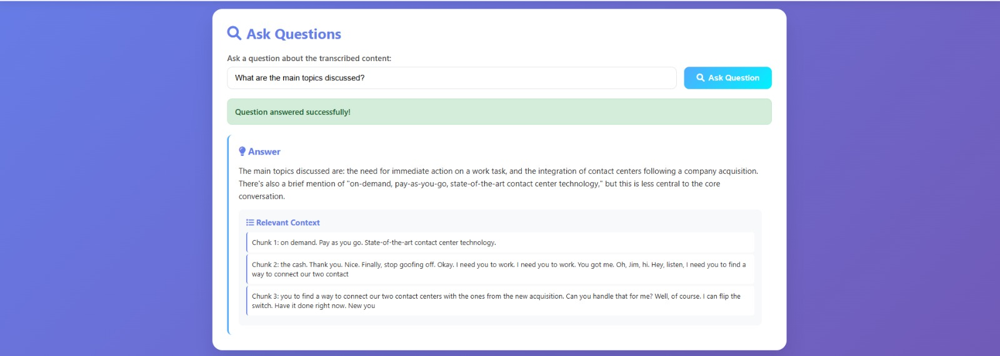 Ask Questions
Ask a question about the transcribed content:
What are the main topics discussed?
Ask Question
Question answered successfully!
Answer
The main topics discussed are: the need for immediate action on a work task, and the integration of contact centers following a company acquisition.
There's also a brief mention of "on-demand, pay-as-you-go, state-of-the-art contact center technology," but this is less central to the core
conversation.
Relevant Context
Chunk 1: on demand. Pay as you go. State-of-the-art contact center technology.
Chunk 2: the cash. Thank you. Nice. Finally, stop goofing off. Okay. I need you to work. I need you to work. You got me. Oh, Jim, hi. Hey, listen, I need you to find a
way to connect our two contact
Chunk 3: you to find a way to connect our two contact centers with the ones from the new acquisition. Can you handle that for me? Well, of course. I can flip the
switch. Have it done right now. New you